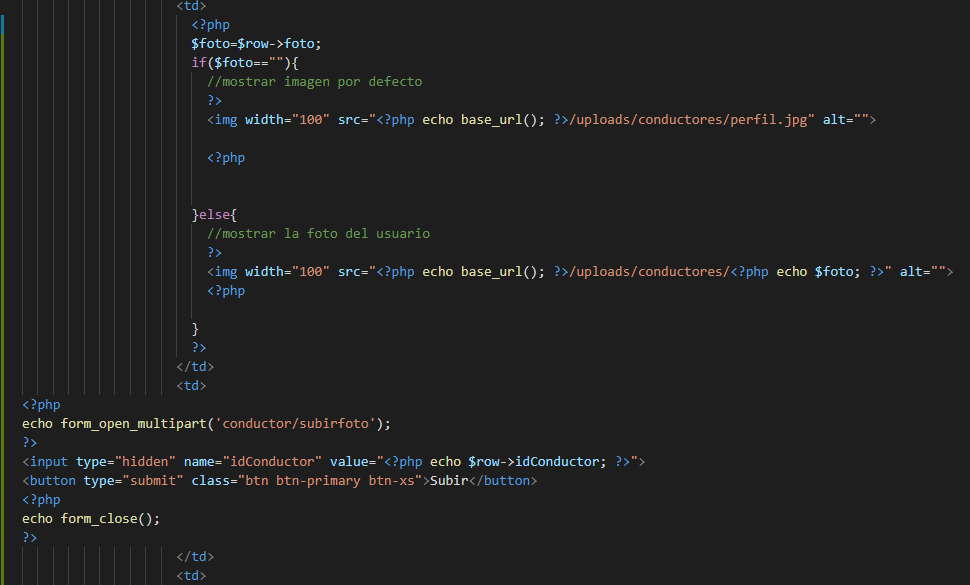 <td>
<?php
$foto=$row->foto;
if($foto==""){
//mostrar imagen por defecto
?>
<img width="100" src="<?php echo base_url(); ?>/uploads/conductores/perfil.jpg" alt="">
<?php
}else{
//mostrar la foto del usuario
?>
<img width="100" src="<?php echo base_url(); ?>/uploads/conductores/<?php echo $foto; ?>" alt="">
<?php
}
?>
</td>
<td>
<?php
echo form_open_multipart('conductor/subirfoto');
?>
<input type="hidden" name="idConductor" value="<?php echo $row->idConductor; ?>">
<button type="submit" class="btn btn-primary btn-xs">Subir</button>
<?php
echo form_close();
?>
</td>
<td>